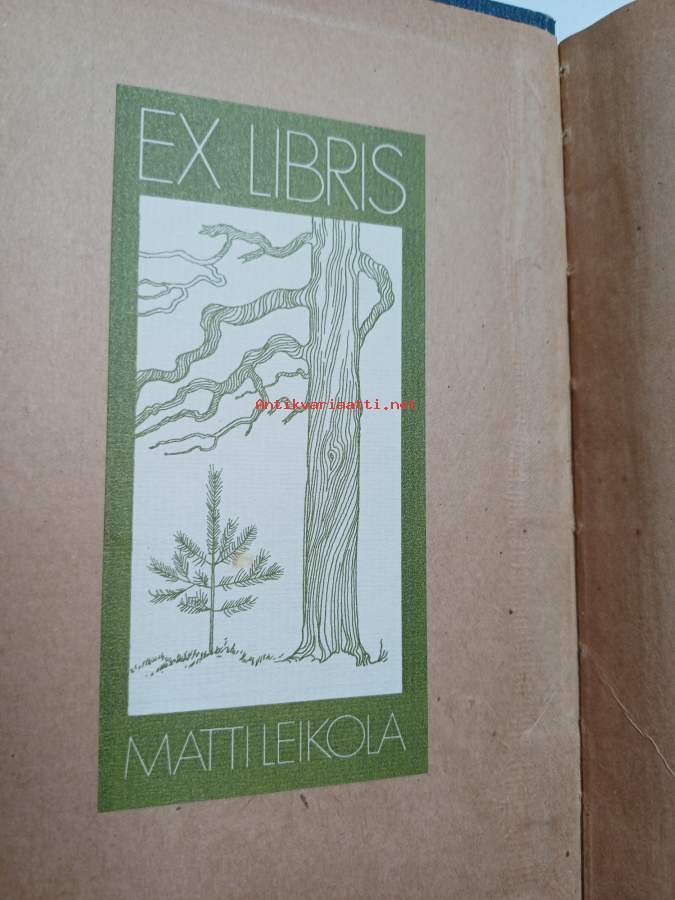 EX LIBRIS
Antikvariaatti.net
MATTI LEIKOLA